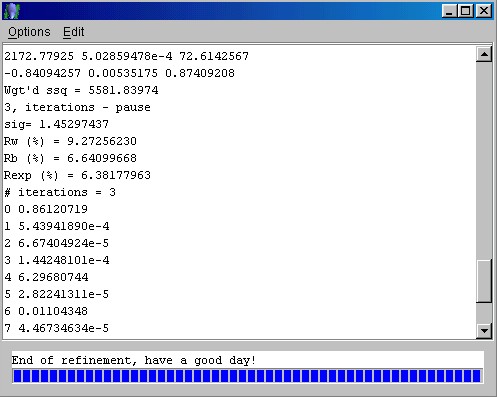 Options Edit
2172.77925 5.02859478e-4 72.6142567
-0.84094257 0.00535175 0.87409208
Wgt'd ssq = 5581.83974
3, iterations - pause
sig= 1.45297437
Rw (%) = 9.27256230
Rb (%) = 6.64099668
Rexp (%) = 6.38177963
# iterations = 3
0 0.86120719
1 5.43941890e-4
2 6.67404924e-5
3 1.44248101e-4
4 6.29680744
5 2.82241311e-5
6 0.01104348
7 4.46734634e-5
End of refinement, have a good day!